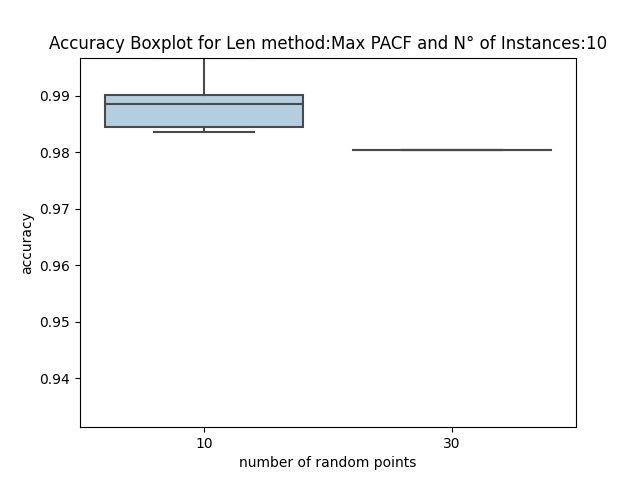 Accuracy Boxplot for Len method:Max PACF and N° of Instances:10
accuracy
0.99
0.98
0.97
0.96
0.95
0.94
10
30
number of random points